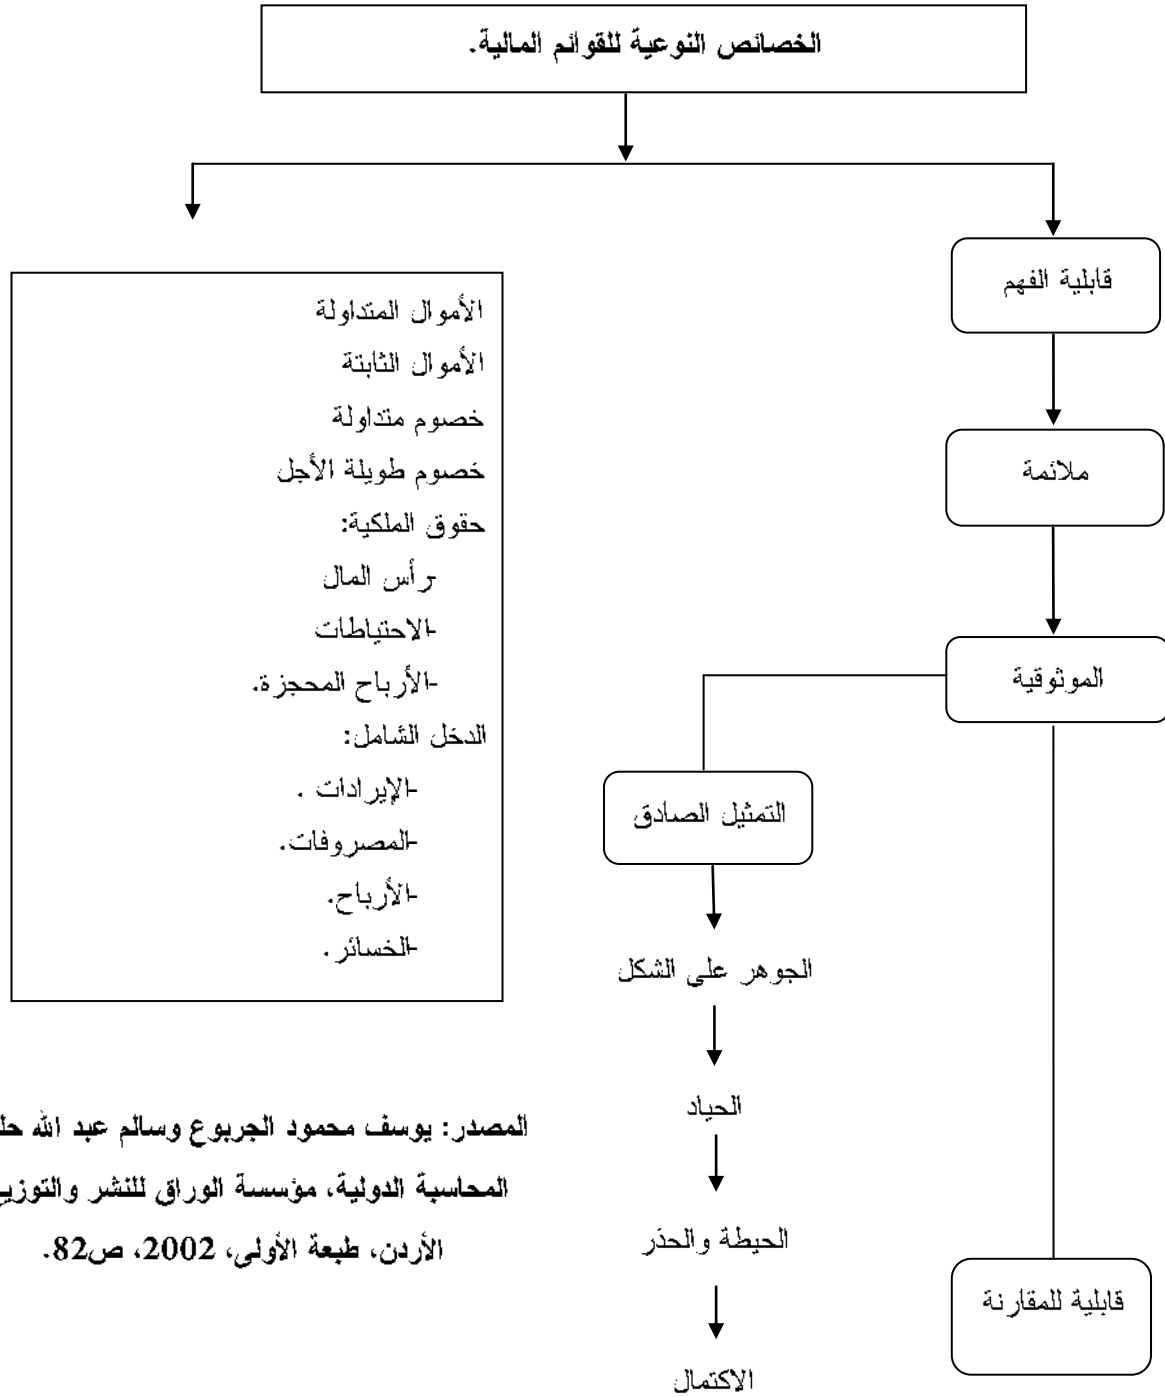 الخصائص النوعية للقوائم المالية.
قابلية الفهم
ملائمة
الموثوقية
التمثيل الصادق
الجوهر على الشكل
الحياد
الحيطة والحذر
الاكتمال
قابلية للمقارنة
الأموال المتداولة
الأموال الثابتة
خصوم متداولة
خصوم طويلة الأجل
حقوق الملكية:
-رأس المال
-الاحتياطات
-الأرباح المحجزة.
الدخل الشامل:
-الإيرادات .
-المصروفات.
-الأرباح.
-الخسائر.
المصدر: يوسف محمود الجربوع وسالم عبد الله
المحاسبة الدولية، مؤسسة الوراق للنشر
الأردن، طبعة الأولى، 2002، ص82.